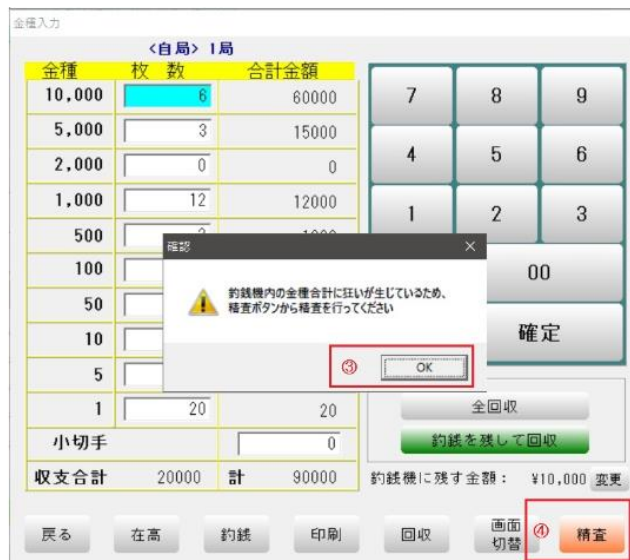 金種入力
<自局> 1局
金種 枚 数 合計金額
10,000 6 60000
5,000 3 15000
2,000 0 0
1,000 12 12000
500
100
50
10
5
1 20 20
小切手 0
収支合計 20000 計 90000
7 8 9
4 5 6
1 2 3
00
確定
確認
釣銭機内の金種合計に狂いが生じているため、
精査ボタンから精査を行ってください
③ OK
全回収
釣銭を残して回収
釣銭機に残す金額: ¥10,000 変更
戻る 在高 釣銭 印刷 回収 画面切替 ④ 精査